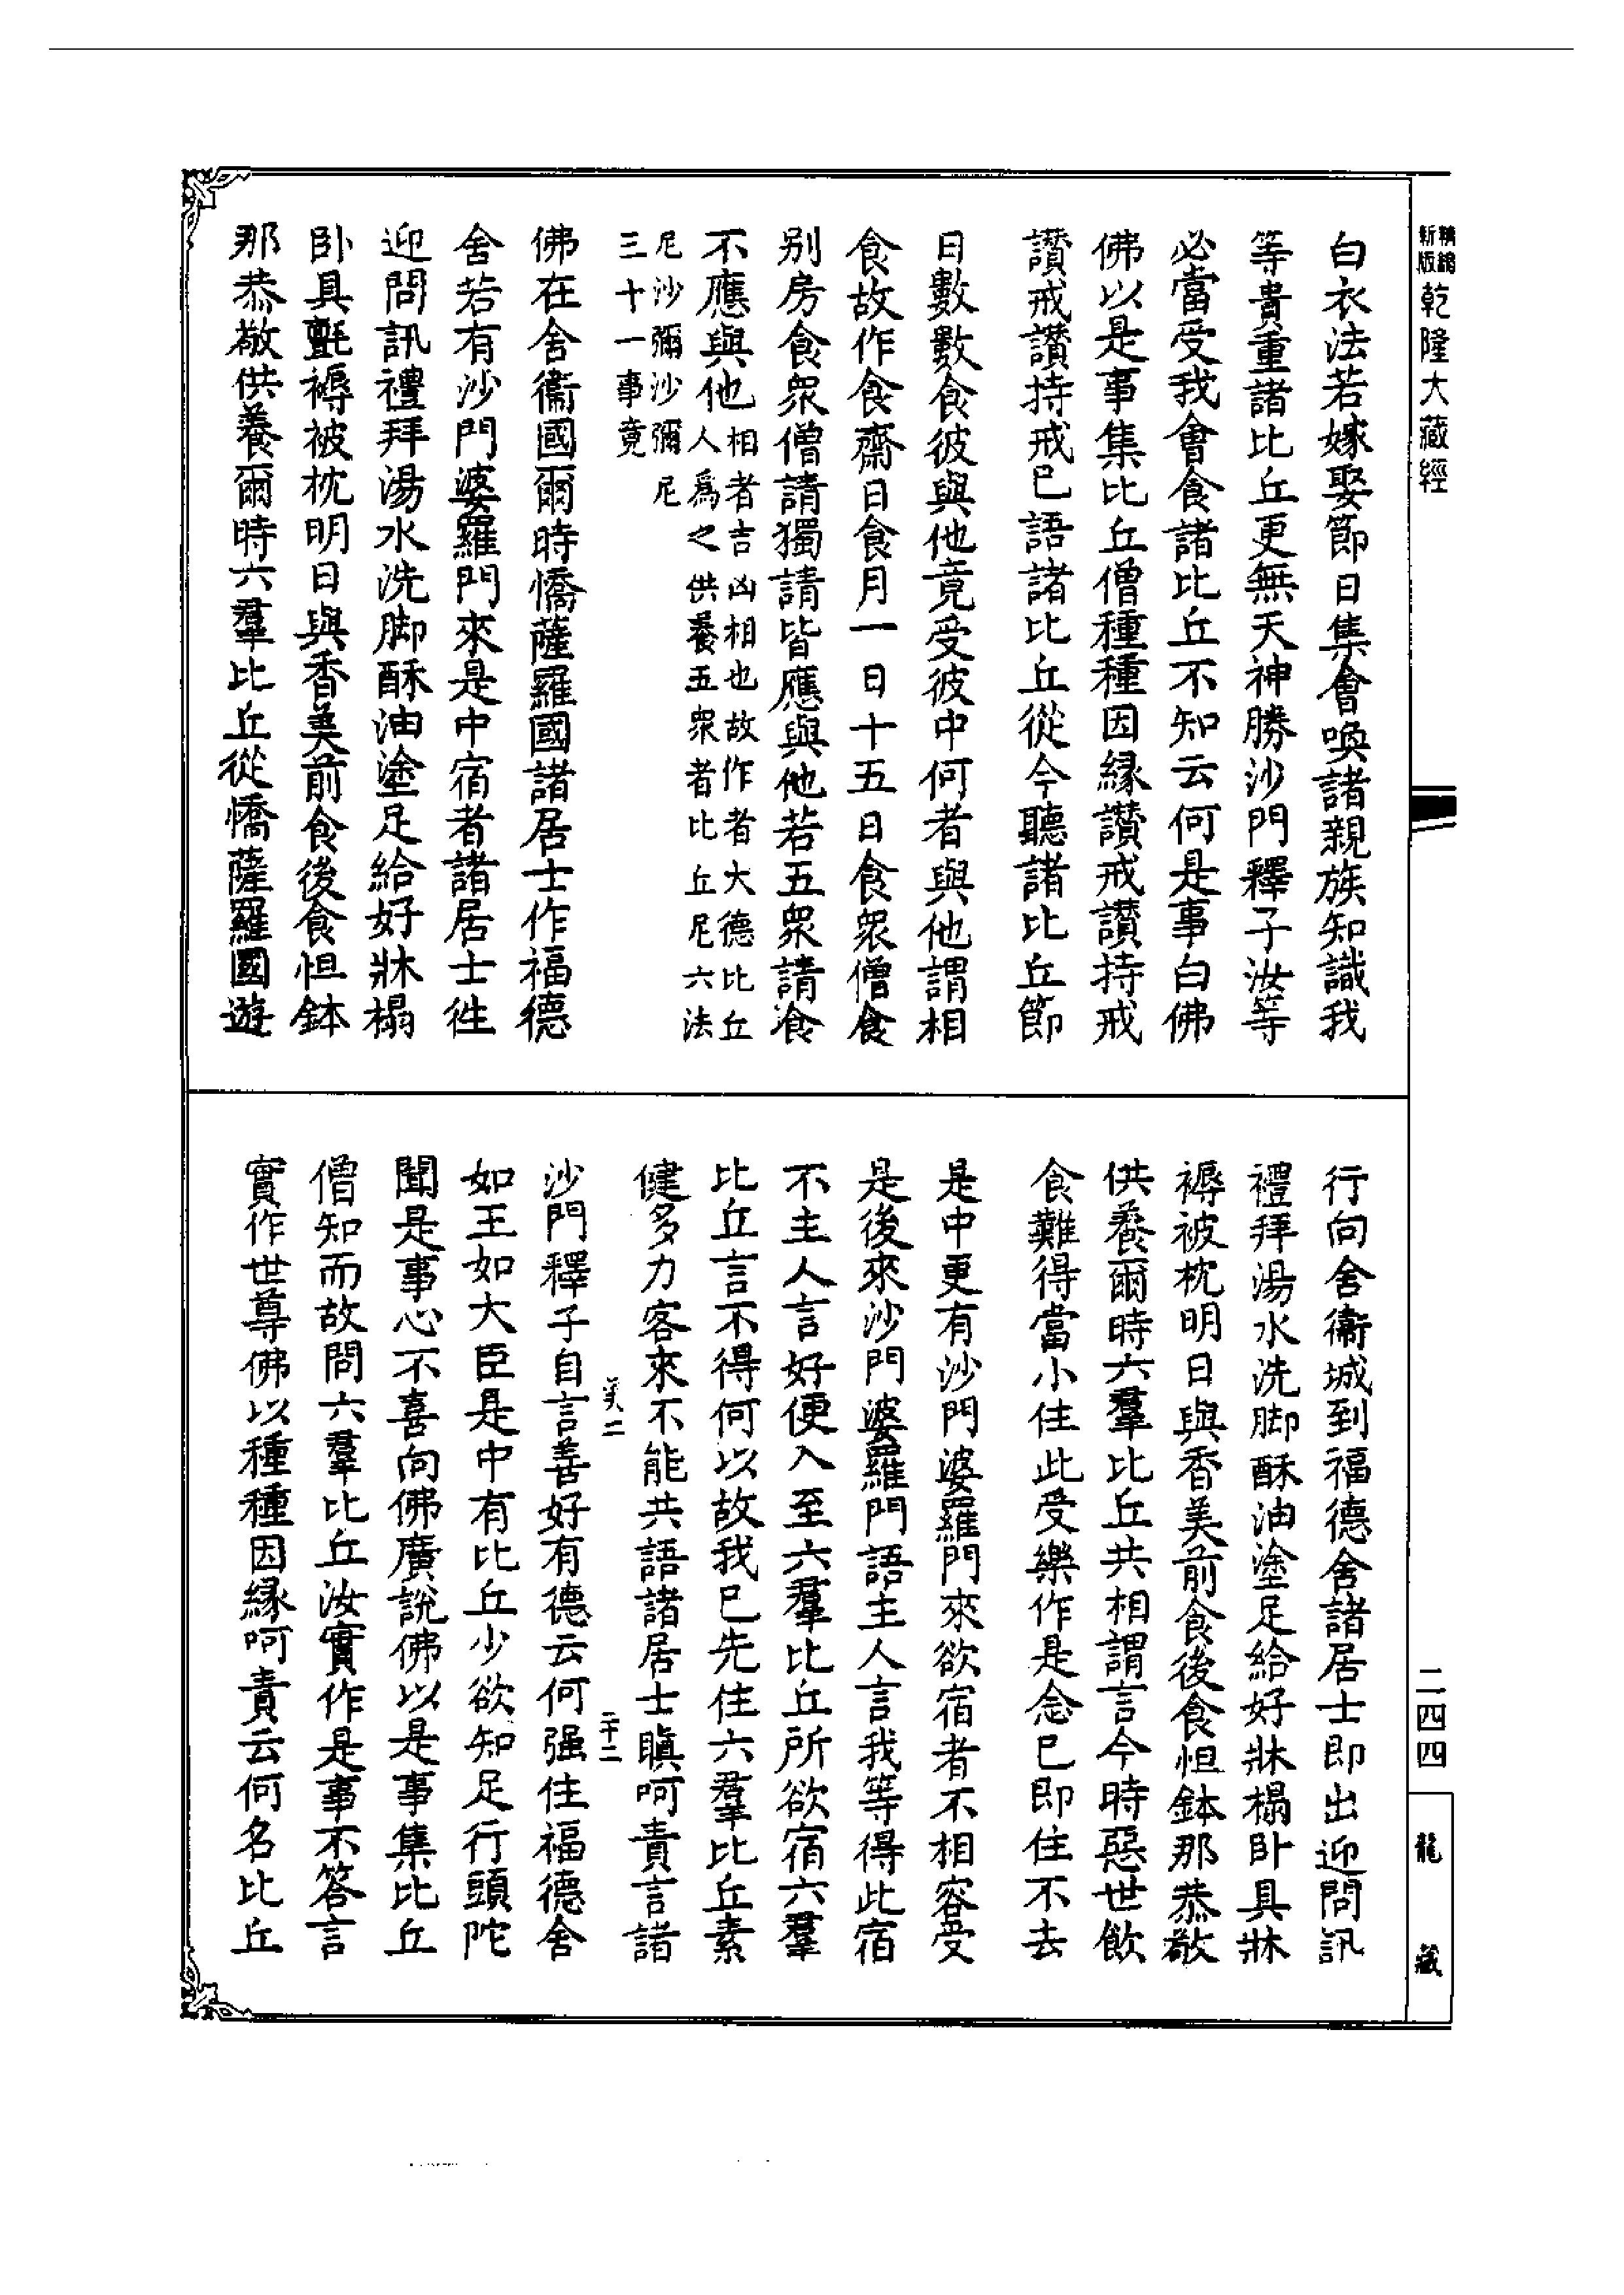 新版
精縮
乾隆大藏經
白衣法若嫁娶節日集會喚諸親族知識我
等貴重諸比丘更無天神勝沙門釋子汝等
必當受我會食諸比丘不知云何是事白佛
佛以是事集比丘僧種種因緣讃戒讃持戒
讃戒讃持戒已語諸比丘從今聽諸比丘節
日數數食彼與他竟受彼中何者與他謂相
食故作食齋日食月一日十五日食衆僧食
別房食衆僧請獨請皆應與他若五衆請食
不應與他相者吉凶相也故作者大德比丘
人爲之供養五衆者比丘尼六法
尼沙彌沙彌尼
三十一事竟
佛在舍衞國爾時憍薩羅國諸居士作福德
舍若有沙門婆羅門來是中宿者諸居士徃
迎問訊禮拜湯水洗脚酥油塗足給好牀榻
卧具氈褥被枕明日與香美前食後食怛鉢
那恭敬供養爾時六羣比丘從憍薩羅國遊
行向舍衞城到福德舍諸居士即出迎問訊
禮拜湯水洗脚酥油塗足給好牀榻卧具牀
褥被枕明日與香美前食後食怛鉢那恭敬
供養爾時六羣比丘共相謂言今時惡世飲
食難得當小住此受樂作是念已即住不去
是中更有沙門婆羅門來欲宿者不相容受
是後來沙門婆羅門語主人言我等得此宿
不主人言好便入至六羣比丘所欲宿六羣
比丘言不得何以故我已先住六羣比丘素
健多力客來不能共語諸居士瞋呵責言諸
沙門釋子自言善好有德云何强住福德舍
如王如大臣是中有比丘少欲知足行頭陀
聞是事心不喜向佛廣說佛以是事集比丘
僧知而故問六羣比丘汝實作是事不答言
實作世尊佛以種種因緣呵責云何名比丘
二十二
二四四
龍藏